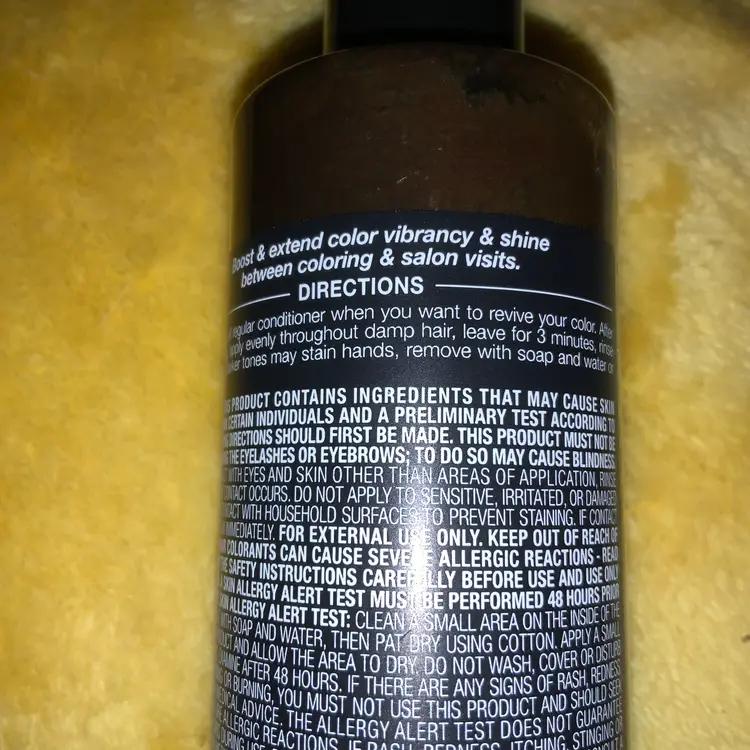 Boost & extend color vibrancy & shine
between coloring & salon visits.
DIRECTIONS
regular conditioner when you want to revive your color. After
evenly throughout damp hair, leave for 3 minutes, rinse
tones may stain hands, remove with soap and water
PRODUCT CONTAINS INGREDIENTS THAT MAY CAUSE SKIN
CERTAIN INDIVIDUALS AND A PRELIMINARY TEST ACCORDING TO
DIRECTIONS SHOULD FIRST BE MADE. THIS PRODUCT MUST NOT BE
THE EYELASHES OR EYEBROWS; TO DO SO MAY CAUSE BLINDNESS.
WITH EYES AND SKIN OTHER THAN AREAS OF APPLICATION, RINSE
CONTACT OCCURS. DO NOT APPLY TO SENSITIVE, IRRITATED, OR DAMAGED
CONTACT WITH HOUSEHOLD SURFACES TO PREVENT STAINING. IF CONTACT
IMMEDIATELY. FOR EXTERNAL USE ONLY. KEEP OUT OF REACH OF
COLORANTS CAN CAUSE SEVERE ALLERGIC REACTIONS - READ
SAFETY INSTRUCTIONS CAREFULLY BEFORE USE AND USE ONLY
SKIN ALLERGY ALERT TEST MUST BE PERFORMED 48 HOURS PRIOR
SKIN ALLERGY ALERT TEST: CLEAN A SMALL AREA ON THE INSIDE OF THE
WITH SOAP AND WATER, THEN PAT DRY USING COTTON. APPLY A SMALL
AND ALLOW THE AREA TO DRY. DO NOT WASH, COVER OR DISTURB
AFTER 48 HOURS. IF THERE ARE ANY SIGNS OF RASH, REDNESS,
OR BURNING, YOU MUST NOT USE THIS PRODUCT AND SHOULD SEEK
MEDICAL ADVICE. THE ALLERGY ALERT TEST DOES NOT GUARANTEE
ALLERGIC REACTIONS. IF RASH, REDNESS, ITCHING, STINGING OR
DURING USE